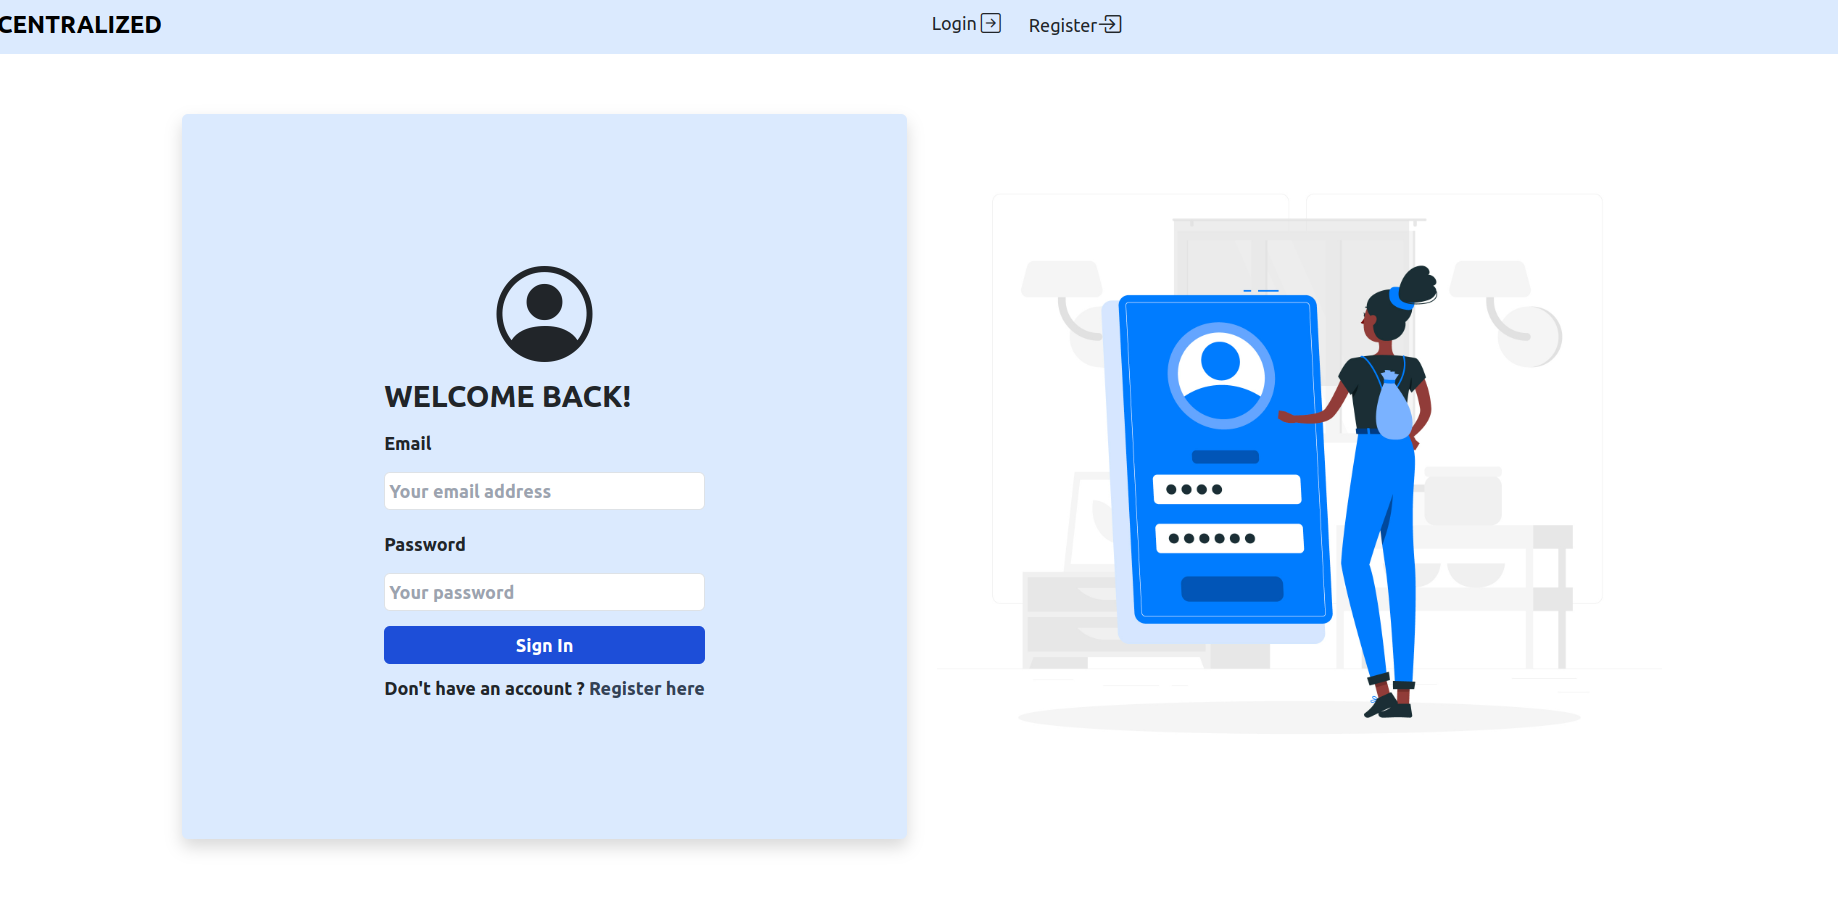 CENTRALIZED
Login
Register
WELCOME BACK!
Email
Your email address
Password
Your password
Sign In
Don't have an account ? Register here